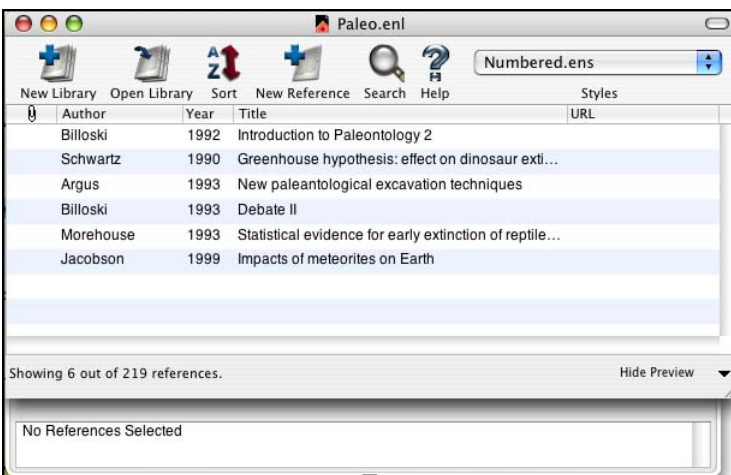 Paleo.enl
Numbered.ens
New Library Open Library Sort New Reference Search Help Styles
Author Year Title URL
Billoski 1992 Introduction to Paleontology 2
Schwartz 1990 Greenhouse hypothesis: effect on dinosaur exti…
Argus 1993 New paleantological excavation techniques
Billoski 1993 Debate II
Morehouse 1993 Statistical evidence for early extinction of reptile…
Jacobson 1999 Impacts of meteorites on Earth
Showing 6 out of 219 references. Hide Preview
No References Selected